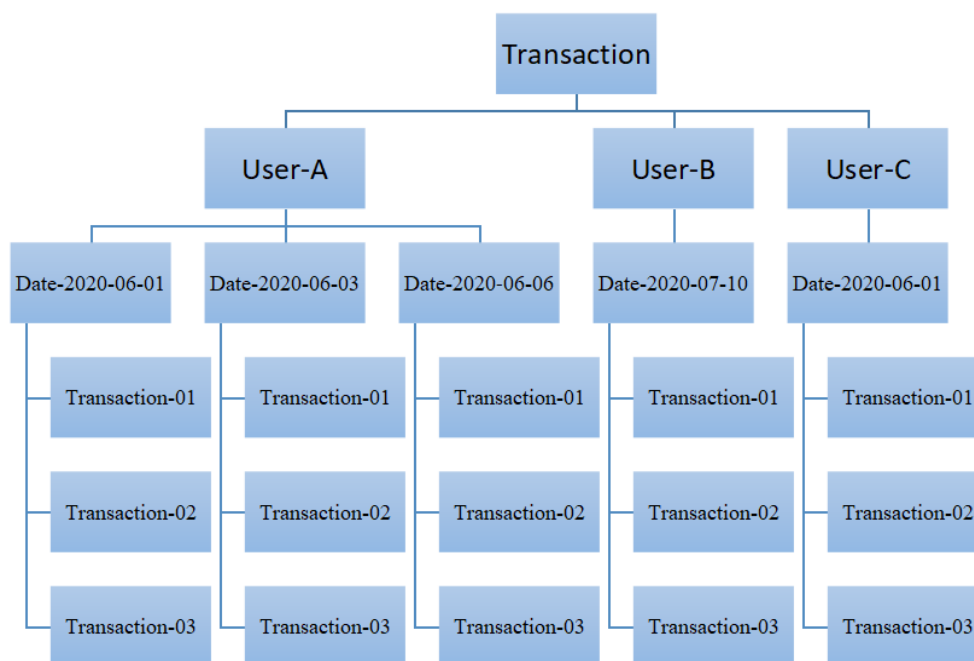 Transaction
User-A
User-B
User-C
Date-2020-06-01
Date-2020-06-03
Date-2020-06-06
Date-2020-07-10
Date-2020-06-01
Transaction-01
Transaction-01
Transaction-01
Transaction-01
Transaction-01
Transaction-02
Transaction-02
Transaction-02
Transaction-02
Transaction-02
Transaction-03
Transaction-03
Transaction-03
Transaction-03
Transaction-03